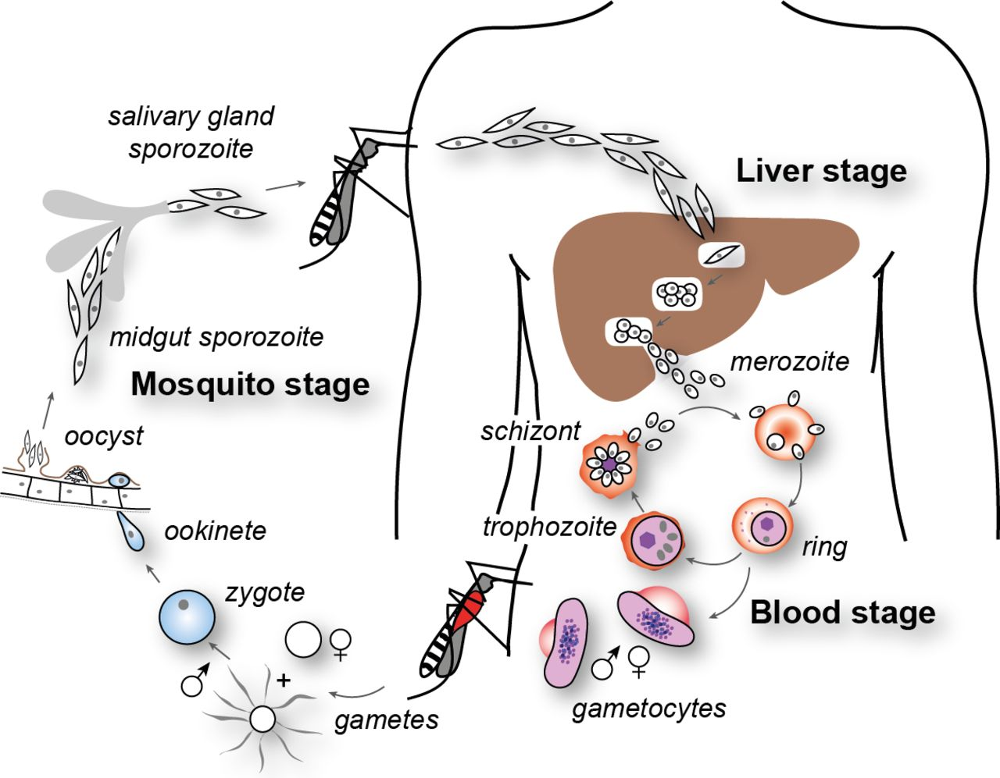 salivary gland
sporozoite
Liver stage
midgut sporozoite
Mosquito stage
merozoite
oocyst
schizont
ookinete
trophozoite
ring
zygote
Blood stage
+
gametes
gametocytes